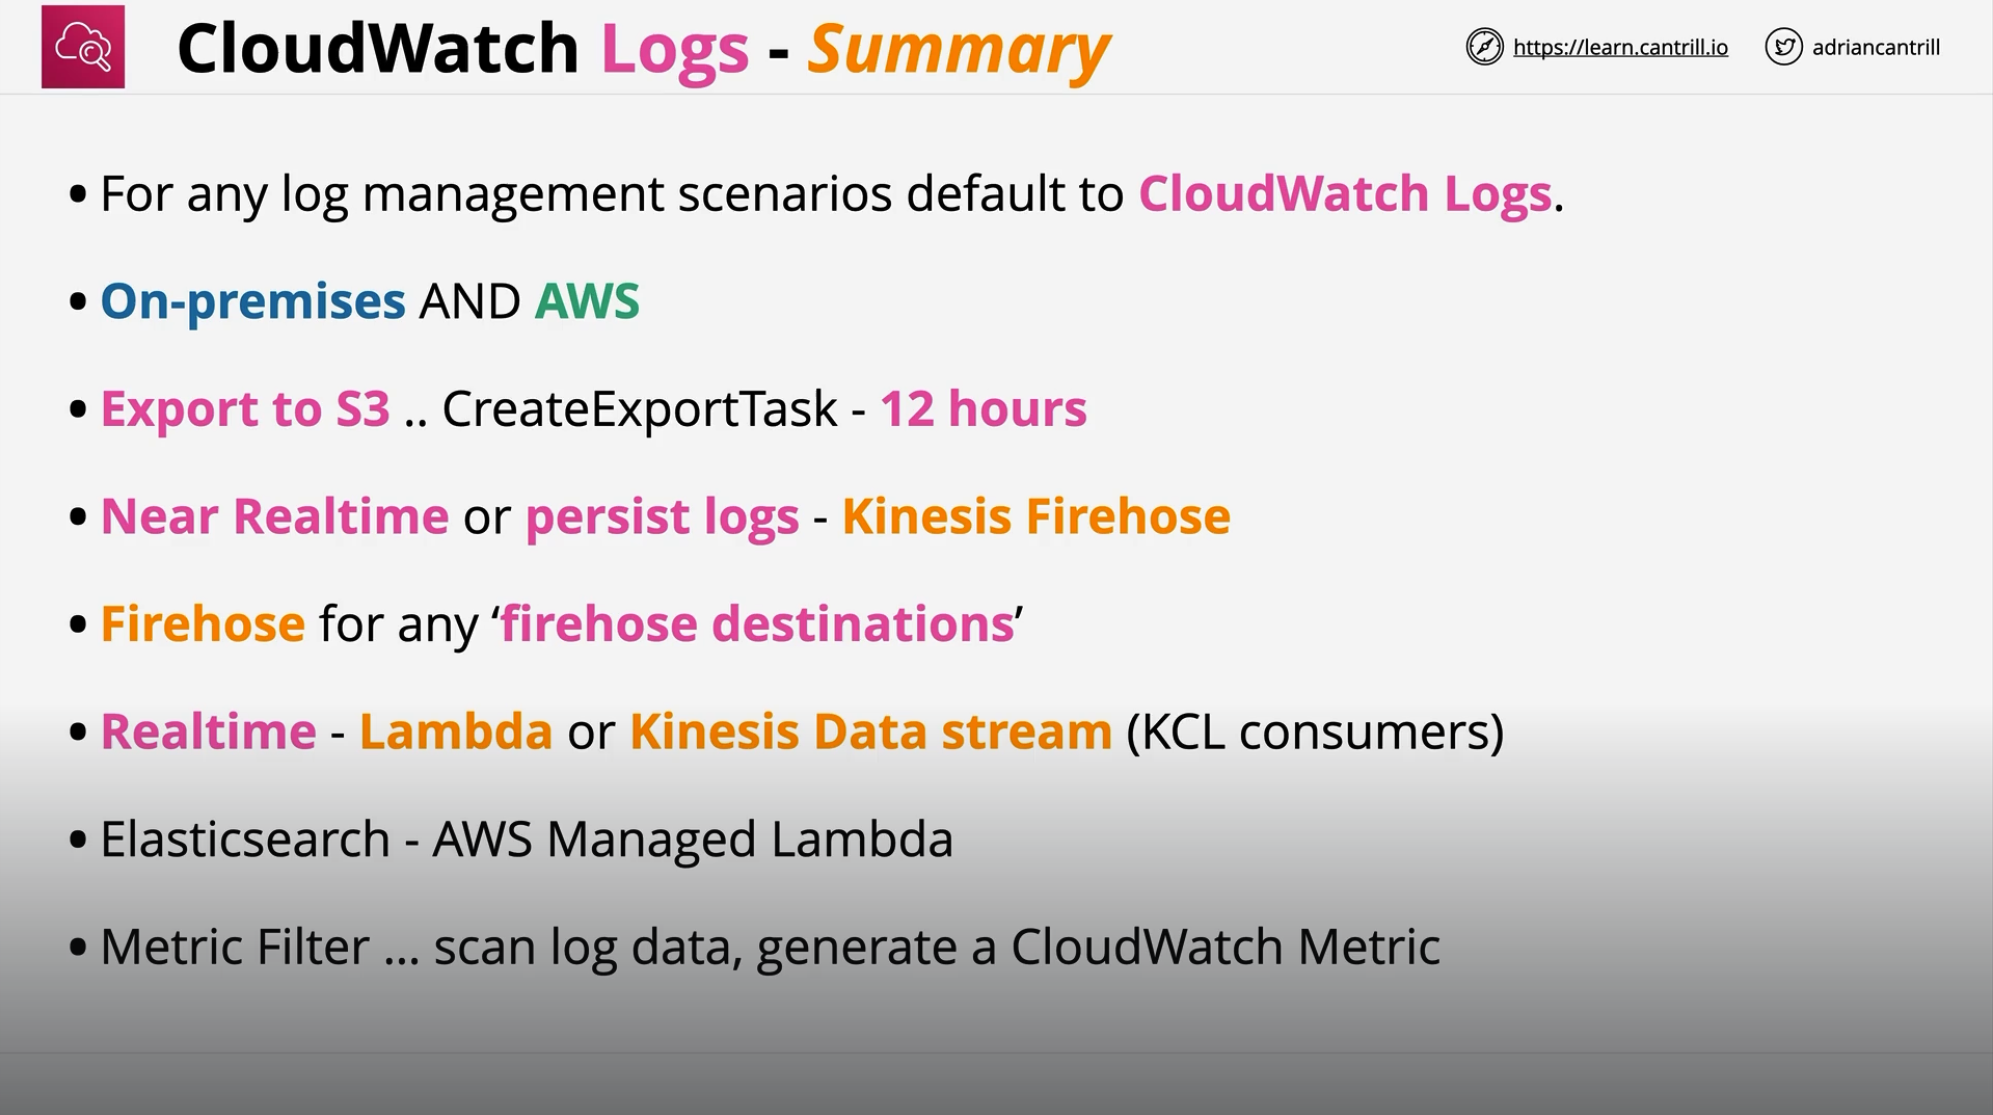 CloudWatch Logs - Summary
https://learn.cantrill.io
adriancantrill
• For any log management scenarios default to CloudWatch Logs.
• On-premises AND AWS
• Export to S3 .. CreateExportTask - 12 hours
• Near Realtime or persist logs - Kinesis Firehose
• Firehose for any ‘firehose destinations’
• Realtime - Lambda or Kinesis Data stream (KCL consumers)
• Elasticsearch - AWS Managed Lambda
• Metric Filter ... scan log data, generate a CloudWatch Metric